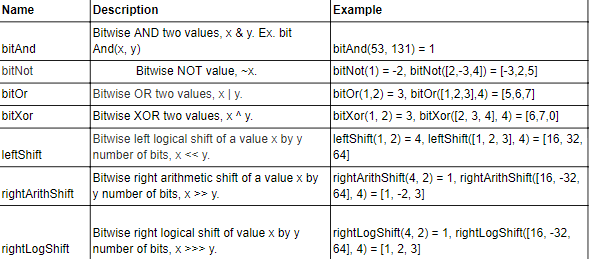 Name Description Example
Bitwise AND two values, x & y. Ex. bit
bitAnd And(x, y) bitAnd(53, 131) = 1
bitNot Bitwise NOT value, ~x. bitNot(1) = -2, bitNot([2,-3,4]) = [-3,2,5]
bitOr Bitwise OR two values, x | y. bitOr(1,2) = 3, bitOr([1,2,3],4) = [5,6,7]
bitXor Bitwise XOR two values, x ^ y. bitXor(1, 2) = 3, bitXor([2, 3, 4], 4) = [6,7,0]
Bitwise left logical shift of a value x by y leftShift(1, 2) = 4, leftShift([1, 2, 3], 4) = [16, 32,
leftShift number of bits, x << y. 64]
Bitwise right arithmetic shift of a value x by rightArithShift(4, 2) = 1, rightArithShift([16, -32,
rightArithShift y number of bits, x >> y. 64], 4) = [1, -2, 3]
Bitwise right logical shift of value x by y rightLogShift(4, 2) = 1, rightLogShift([16, -32,
rightLogShift number of bits, x >>> y. 64], 4) = [1, 2, 3]